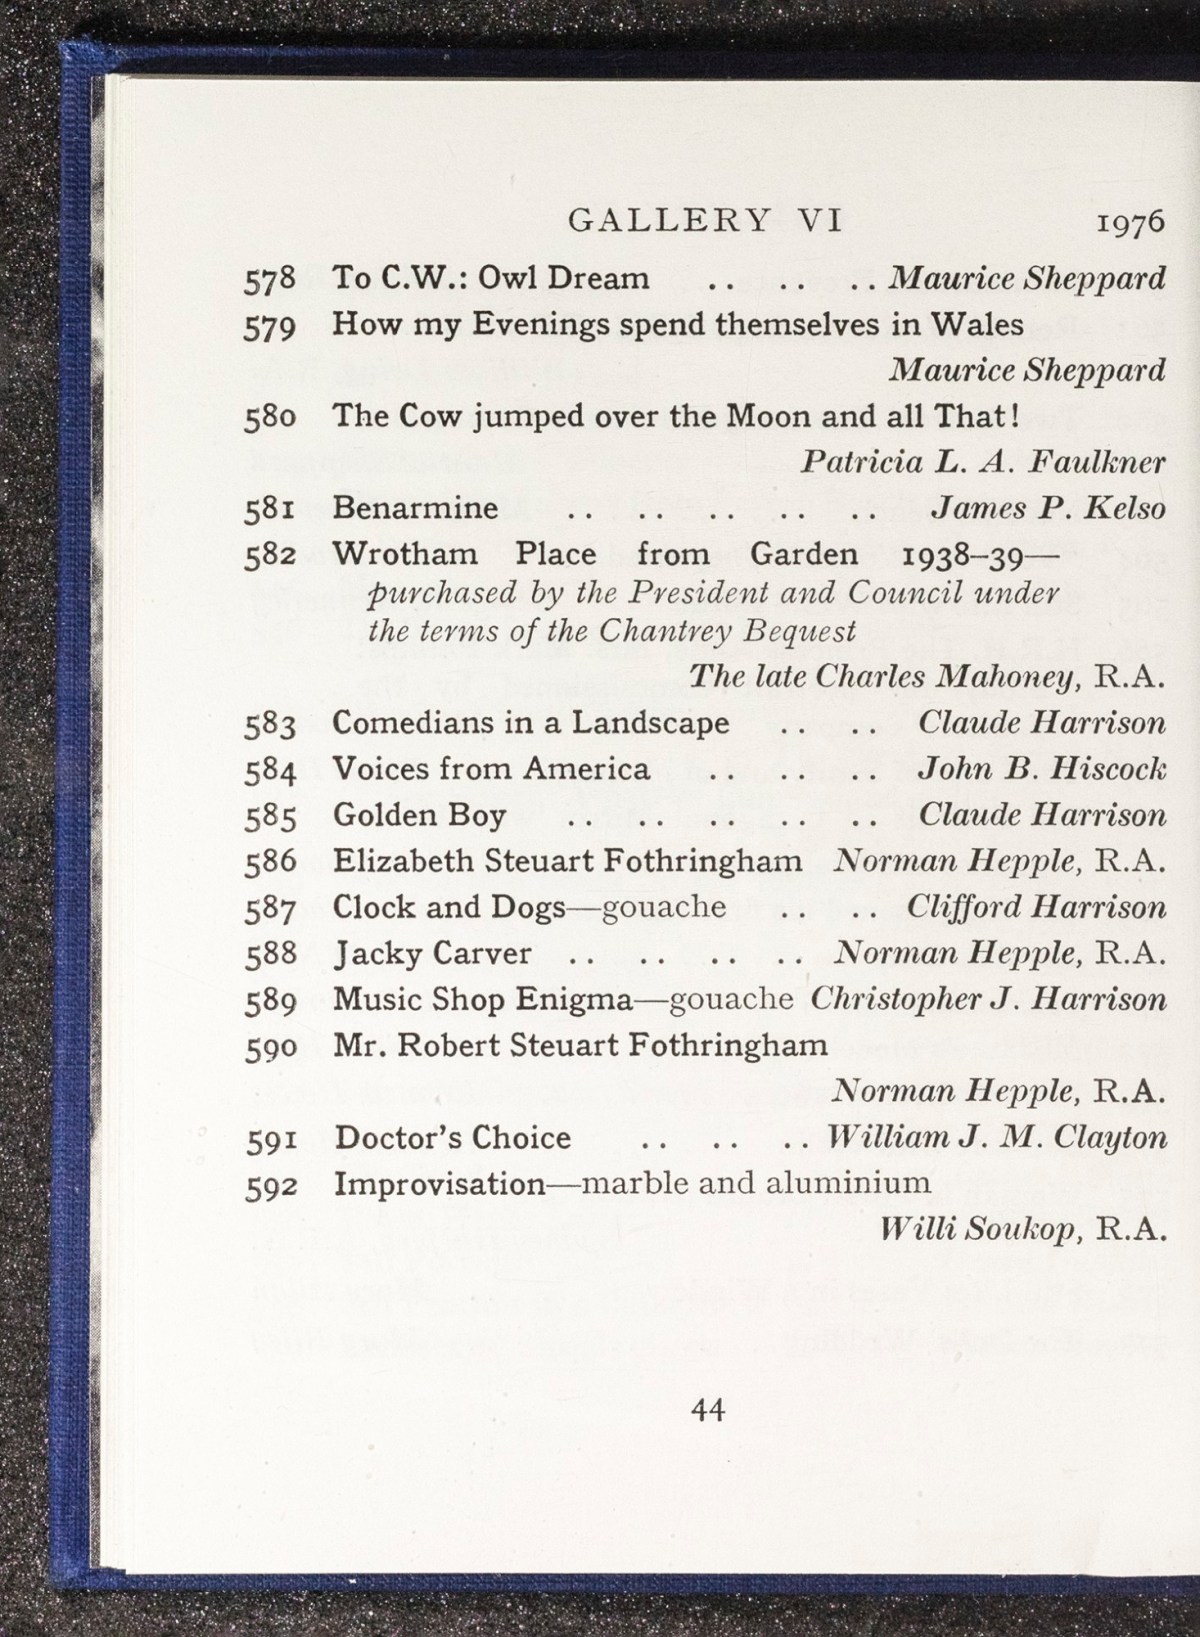 GALLERY VI 1976
578 To C.W.: Owl Dream .. .. .. Maurice Sheppard
579 How my Evenings spend themselves in Wales
Maurice Sheppard
580 The Cow jumped over the Moon and all That!
Patricia L. A. Faulkner
581 Benarmine .. .. .. .. .. James P. Kelso
582 Wrotham Place from Garden 1938–39—
purchased by the President and Council under
the terms of the Chantrey Bequest
The late Charles Mahoney, R.A.
583 Comedians in a Landscape .. .. Claude Harrison
584 Voices from America .. .. .. John B. Hiscock
585 Golden Boy .. .. .. .. .. Claude Harrison
586 Elizabeth Steuart Fothringham Norman Hepple, R.A.
587 Clock and Dogs—gouache .. .. Clifford Harrison
588 Jacky Carver .. .. .. .. Norman Hepple, R.A.
589 Music Shop Enigma—gouache Christopher J. Harrison
590 Mr. Robert Steuart Fothringham
Norman Hepple, R.A.
591 Doctor's Choice .. .. .. William J. M. Clayton
592 Improvisation—marble and aluminium
Willi Soukop, R.A.
44